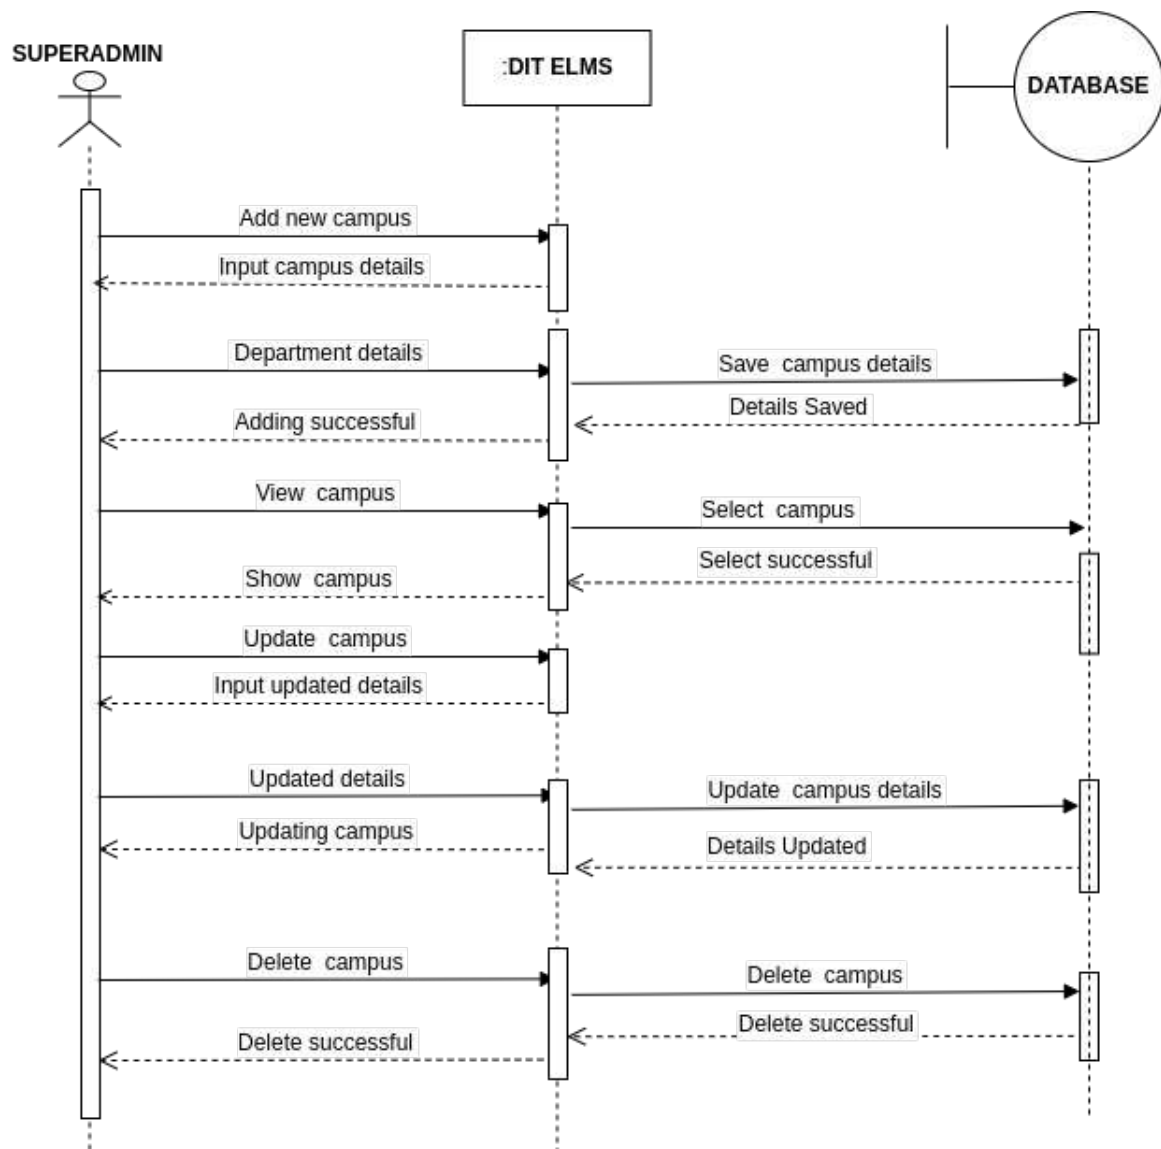 SUPERADMIN
:DIT ELMS
DATABASE
Add new campus
Input campus details
Department details
Save campus details
Details Saved
Adding successful
View campus
Select campus
Select successful
Show campus
Update campus
Input updated details
Updated details
Update campus details
Updating campus
Details Updated
Delete campus
Delete campus
Delete successful
Delete successful